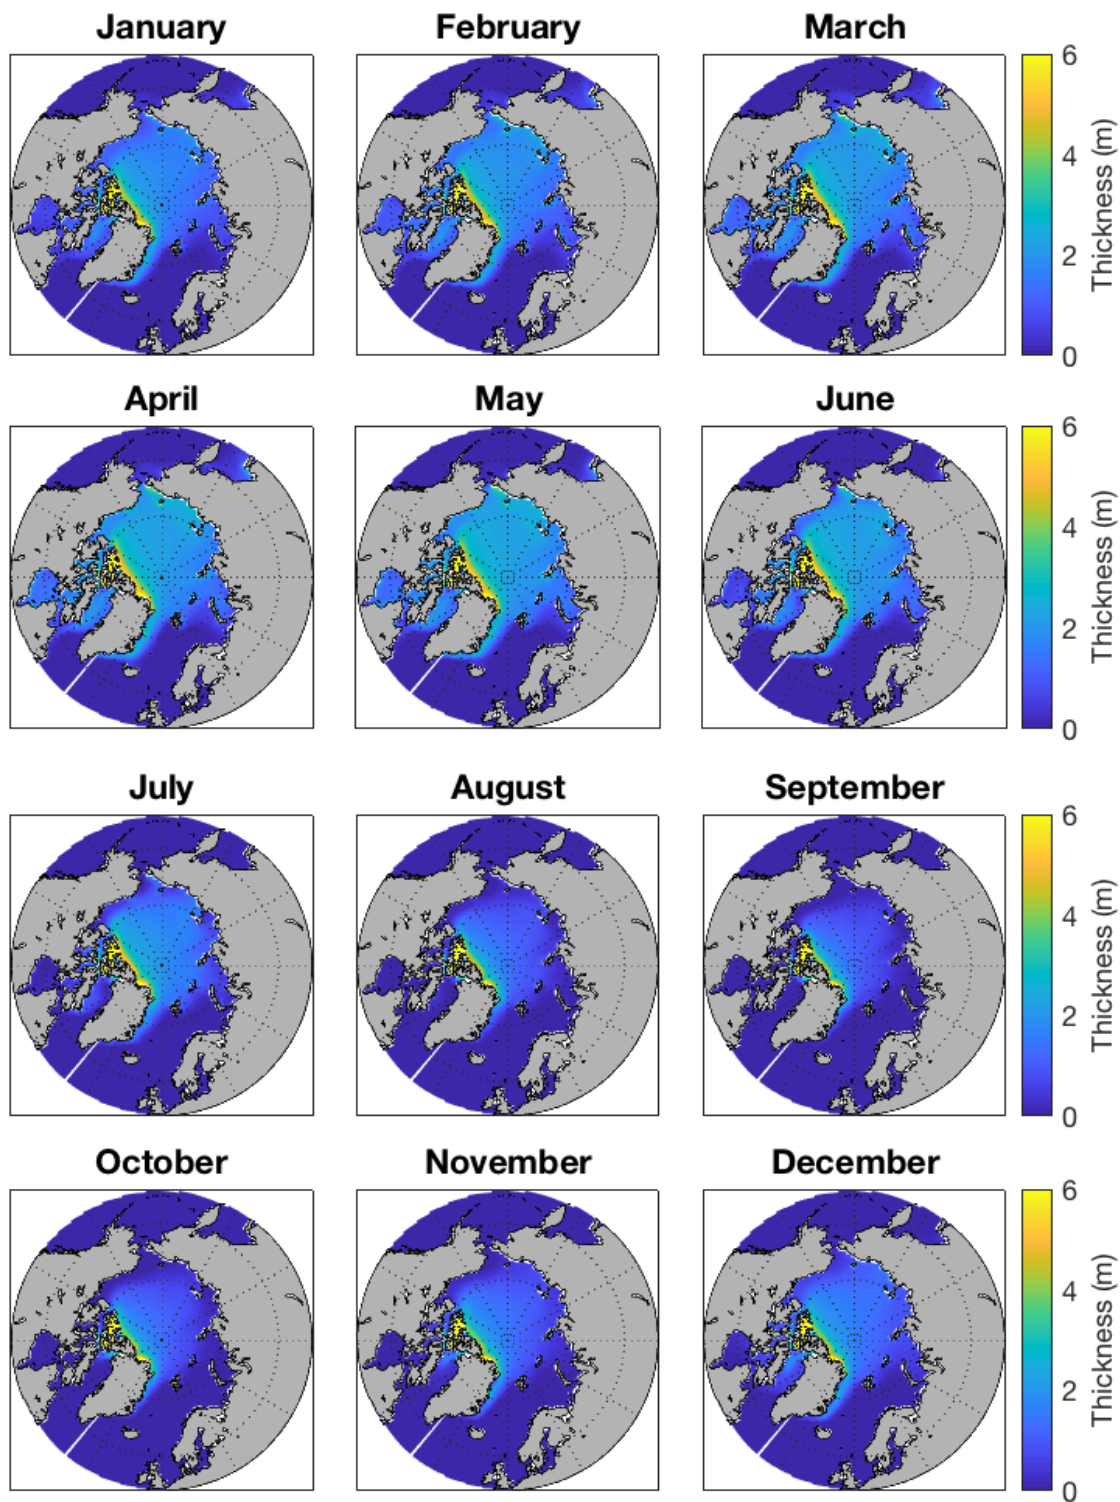 January
February
March
6
4
2
0
Thickness (m)
April
May
June
6
4
2
0
Thickness (m)
July
August
September
6
4
2
0
Thickness (m)
October
November
December
6
4
2
0
Thickness (m)